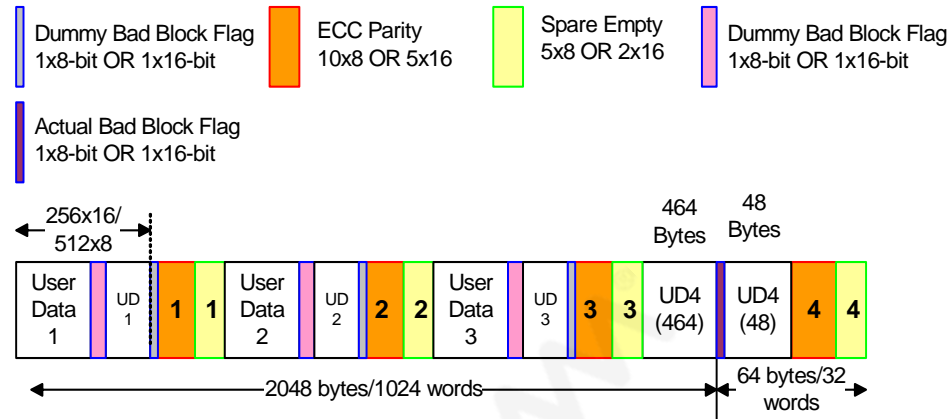 Dummy Bad Block Flag
1x8-bit OR 1x16-bit
ECC Parity
10x8 OR 5x16
Spare Empty
5x8 OR 2x16
Dummy Bad Block Flag
1x8-bit OR 1x16-bit
Actual Bad Block Flag
1x8-bit OR 1x16-bit
256x16/
512x8
464
Bytes
48
Bytes
User
Data
1
UD
1
1
1
User
Data
2
UD
2
2
2
User
Data
3
UD
3
3
3
UD4
(464)
UD4
(48)
4
4
2048 bytes/1024 words
64 bytes/32
words